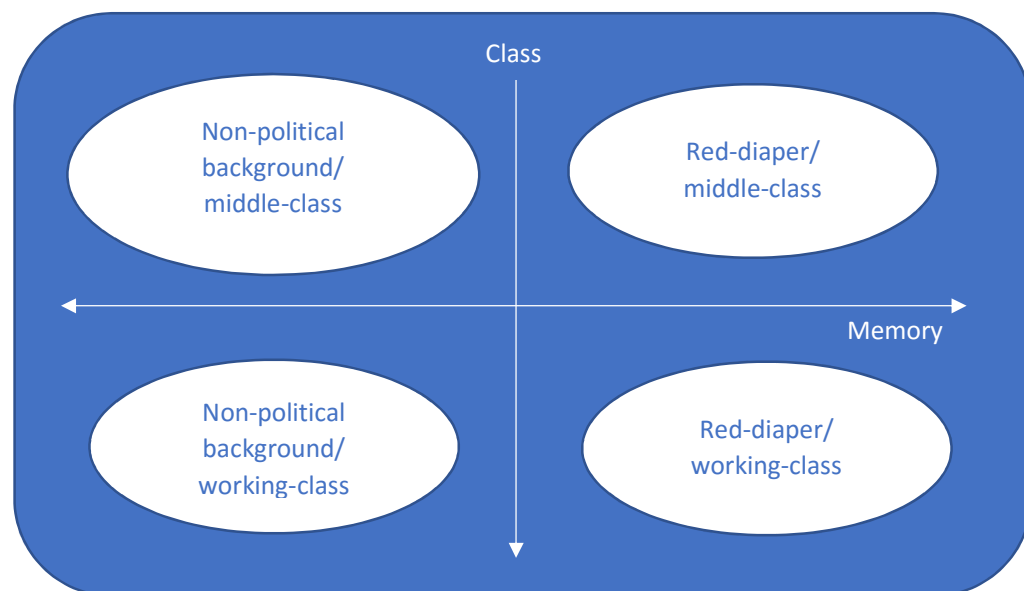 Class
Non-political
background/
middle-class
Red-diaper/
middle-class
Memory
Non-political
background/
working-class
Red-diaper/
working-class